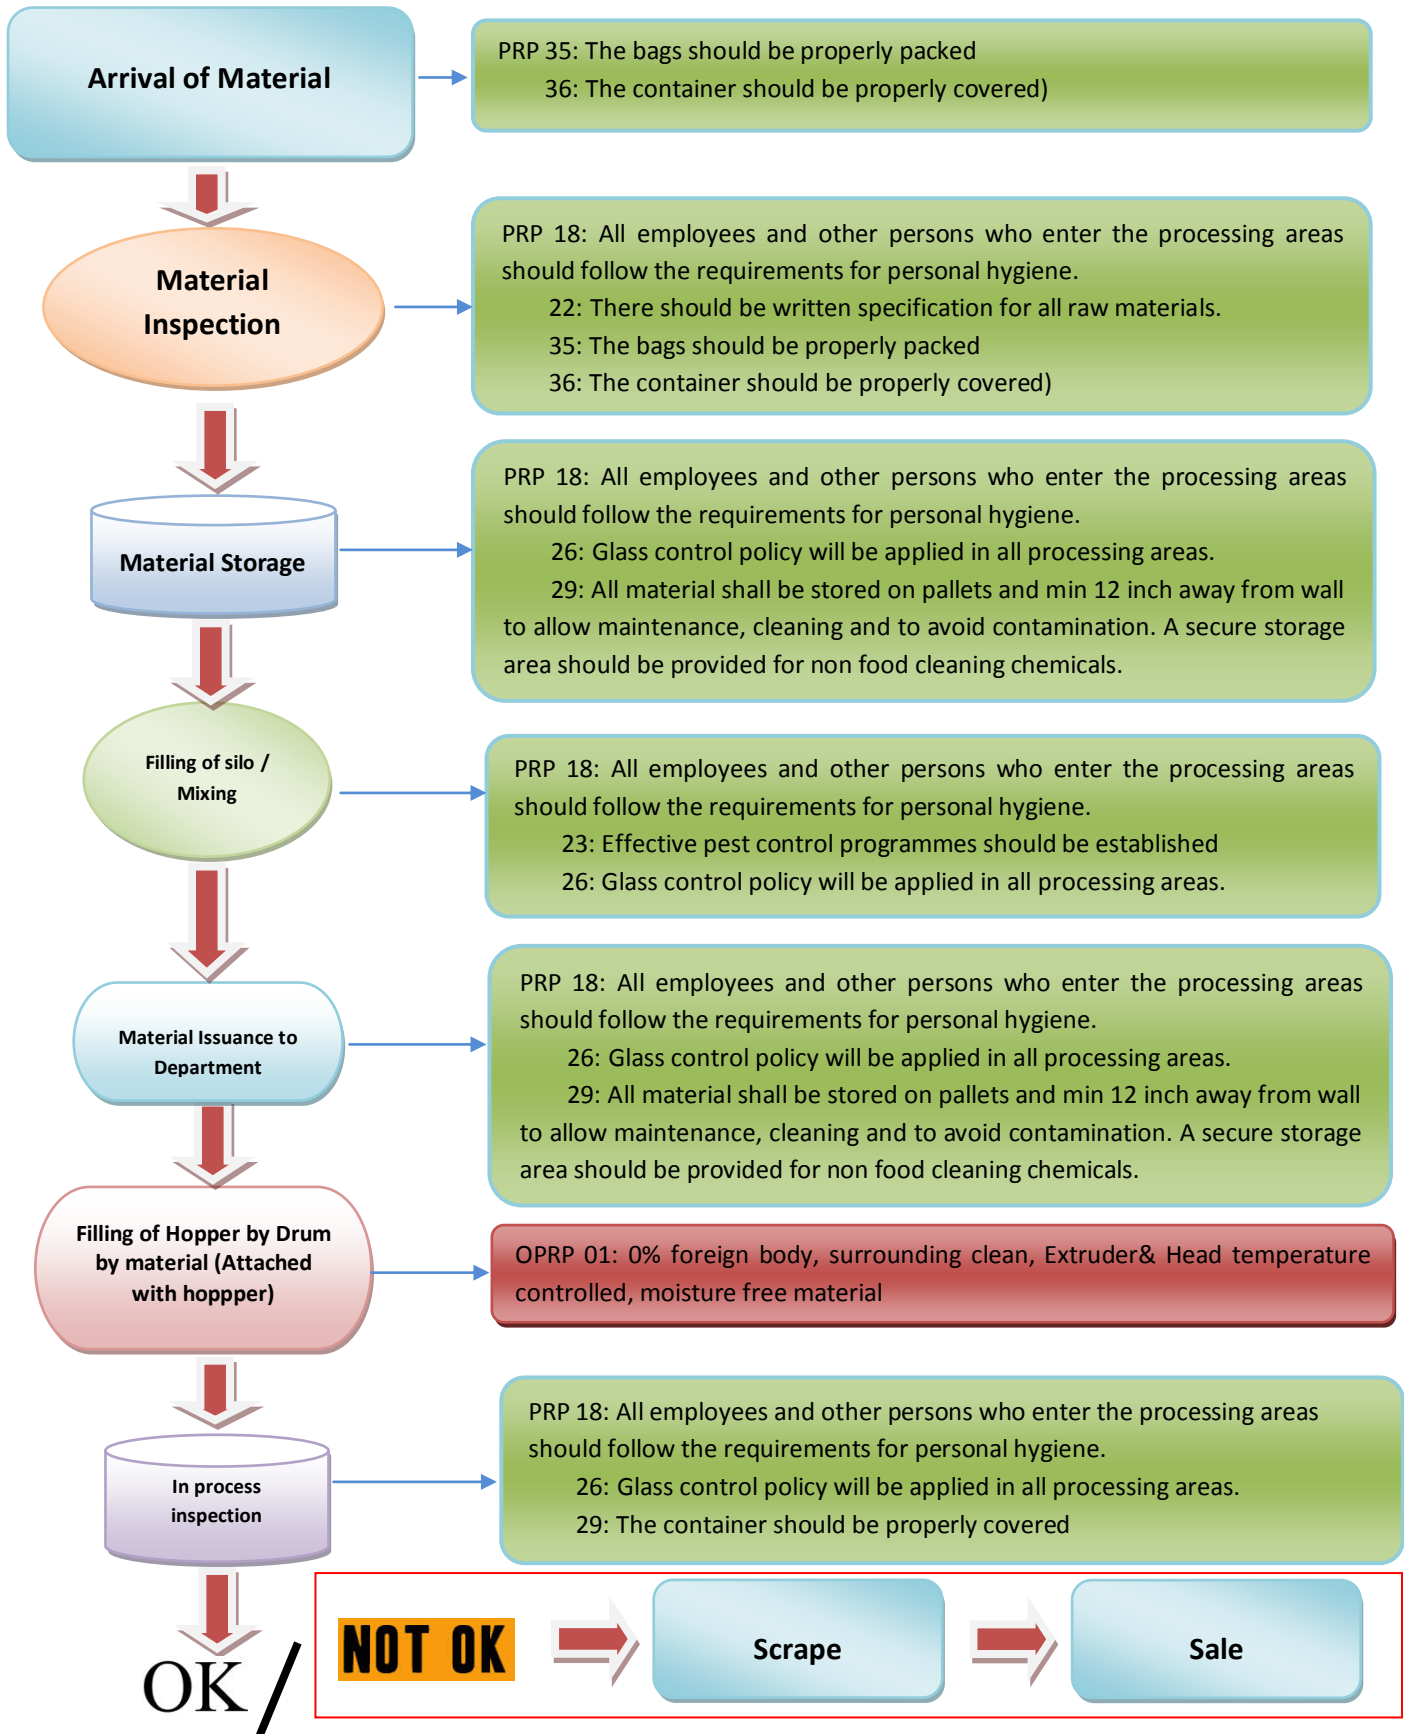 Arrival of Material
PRP 35: The bags should be properly packed
36: The container should be properly covered)
Material
Inspection
PRP 18: All employees and other persons who enter the processing areas
should follow the requirements for personal hygiene.
22: There should be written specification for all raw materials.
35: The bags should be properly packed
36: The container should be properly covered)
Material Storage
PRP 18: All employees and other persons who enter the processing areas
should follow the requirements for personal hygiene.
26: Glass control policy will be applied in all processing areas.
29: All material shall be stored on pallets and min 12 inch away from wall
to allow maintenance, cleaning and to avoid contamination. A secure storage
area should be provided for non food cleaning chemicals.
Filling of silo /
Mixing
PRP 18: All employees and other persons who enter the processing areas
should follow the requirements for personal hygiene.
23: Effective pest control programmes should be established
26: Glass control policy will be applied in all processing areas.
Material Issuance to
Department
PRP 18: All employees and other persons who enter the processing areas
should follow the requirements for personal hygiene.
26: Glass control policy will be applied in all processing areas.
29: All material shall be stored on pallets and min 12 inch away from wall
to allow maintenance, cleaning and to avoid contamination. A secure storage
area should be provided for non food cleaning chemicals.
Filling of Hopper by Drum
by material (Attached
with hoppper)
OPRP 01: 0% foreign body, surrounding clean, Extruder& Head temperature
controlled, moisture free material
In process
inspection
PRP 18: All employees and other persons who enter the processing areas
should follow the requirements for personal hygiene.
26: Glass control policy will be applied in all processing areas.
29: The container should be properly covered
OK /
NOT OK
Scrape
Sale